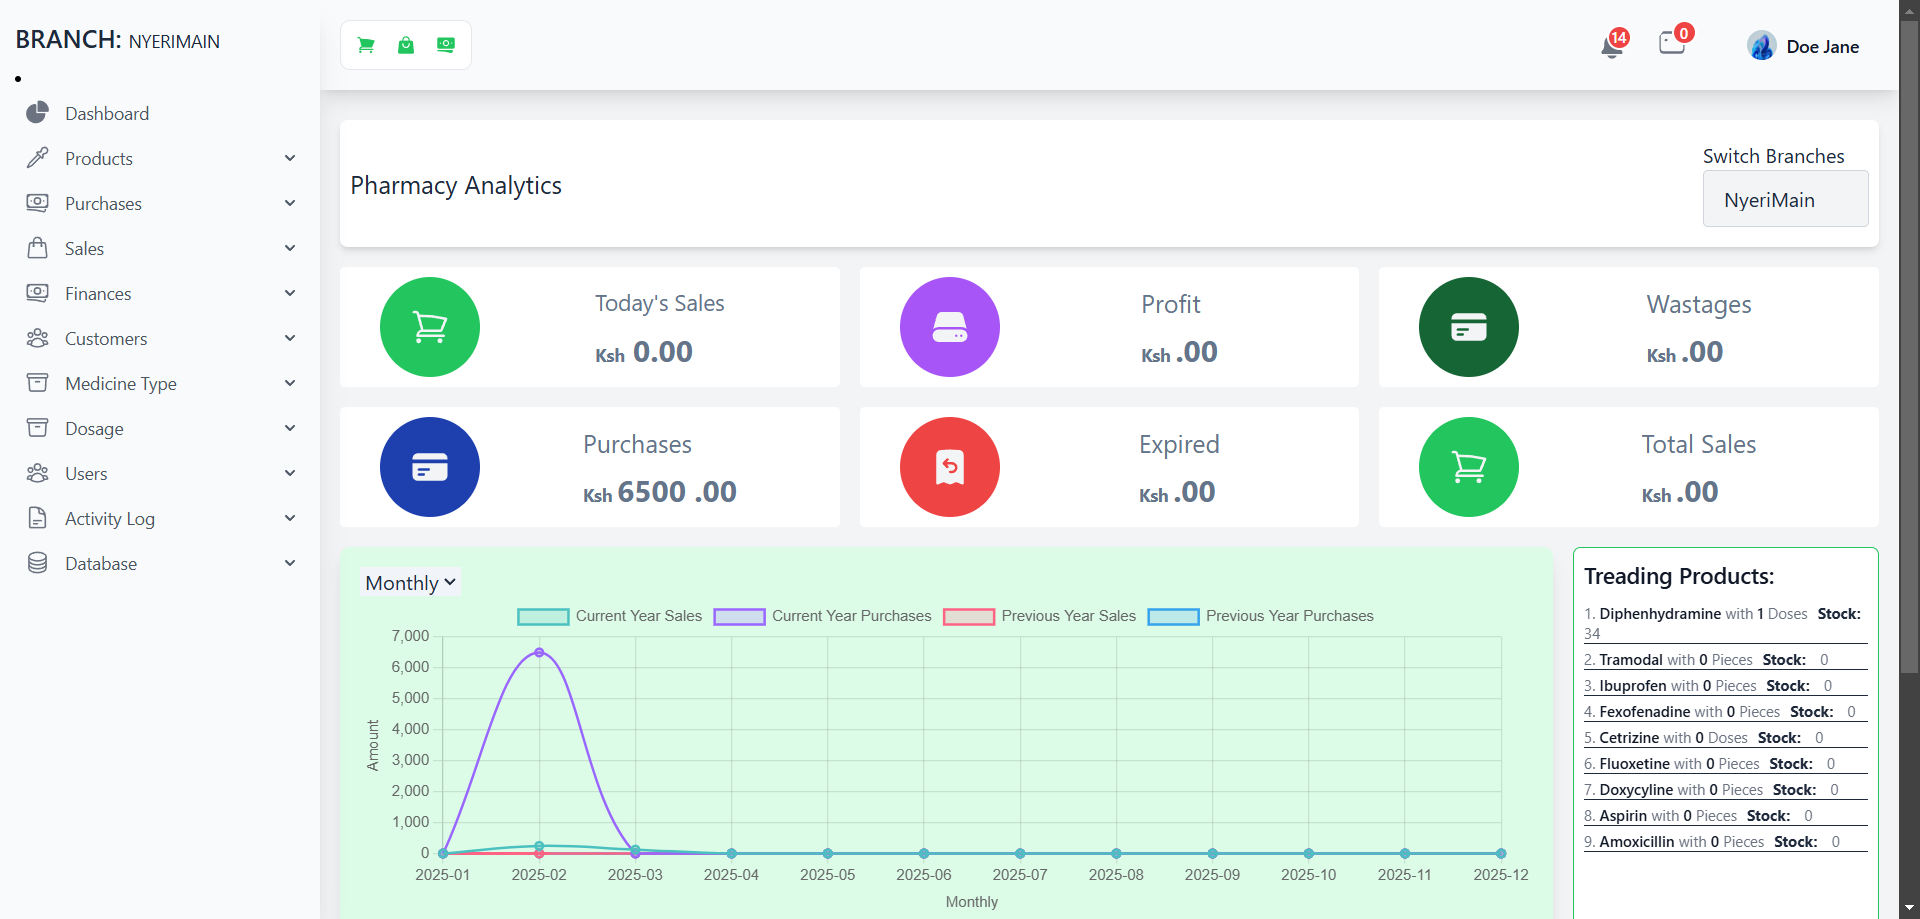 BRANCH: NYERIMAIN
Dashboard
Products
Purchases
Sales
Finances
Customers
Medicine Type
Dosage
Users
Activity Log
Database
14
0
Doe Jane
Pharmacy Analytics
Switch Branches
NyeriMain
Today's Sales
Ksh 0.00
Profit
Ksh .00
Wastages
Ksh .00
Purchases
Ksh 6500 .00
Expired
Ksh .00
Total Sales
Ksh .00
Monthly
Current Year Sales Current Year Purchases Previous Year Sales Previous Year Purchases
7,000
6,000
5,000
4,000
3,000
2,000
1,000
0
Amount
2025-01 2025-02 2025-03 2025-04 2025-05 2025-06 2025-07 2025-08 2025-09 2025-10 2025-11 2025-12
Monthly
Treading Products:
1. Diphenhydramine with 1 Doses Stock:
34
2. Tramodal with 0 Pieces Stock: 0
3. Ibuprofen with 0 Pieces Stock: 0
4. Fexofenadine with 0 Pieces Stock: 0
5. Cetrizine with 0 Doses Stock: 0
6. Fluoxetine with 0 Pieces Stock: 0
7. Doxycyline with 0 Pieces Stock: 0
8. Aspirin with 0 Pieces Stock: 0
9. Amoxicillin with 0 Pieces Stock: 0